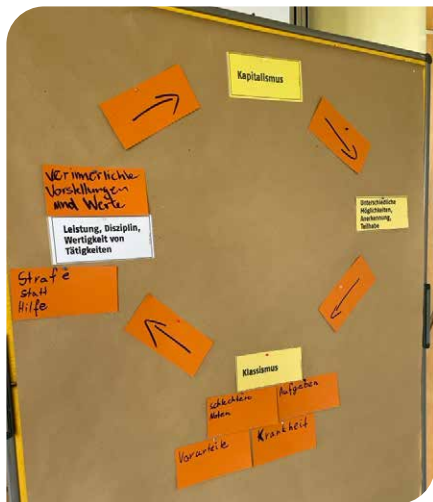 Kapitalismus
Verinnerlichte
Vorstellungen
und Werte
Leistung, Disziplin,
Wertigkeit von
Tätigkeiten
Unterschiedliche
Möglichkeiten,
Anerkennung,
Teilhabe
Strafe
statt
Hilfe
Klassismus
schlechtere
Noten
Aufgaben
Vorurteile
Krankheit